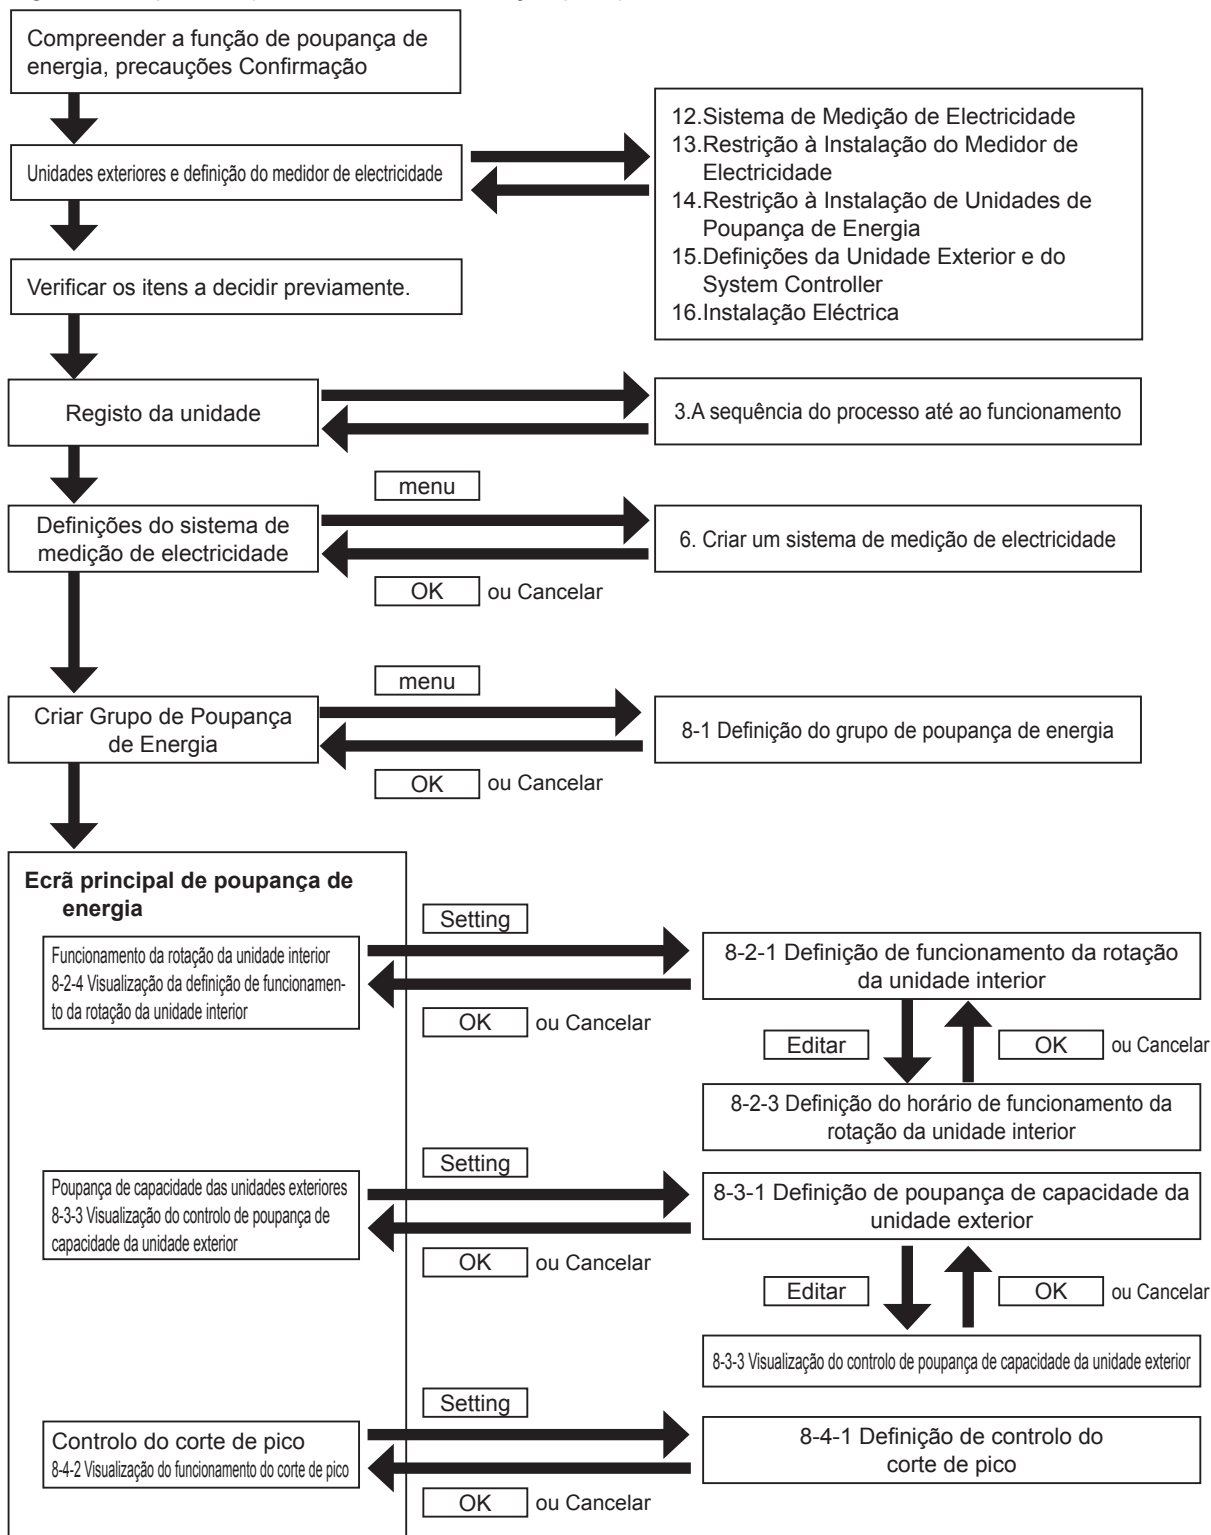 Compreender a função de poupança de
energia, precauções Confirmação
Unidades exteriores e definição do medidor de electricidade
12.Sistema de Medição de Electricidade
13.Restrição à Instalação do Medidor de
Electricidade
14.Restrição à Instalação de Unidades de
Poupança de Energia
15.Definições da Unidade Exterior e do
System Controller
16.Instalação Eléctrica
Verificar os itens a decidir previamente.
Registo da unidade
3.A sequência do processo até ao funcionamento
menu
Definições do sistema de
medição de electricidade
6. Criar um sistema de medição de electricidade
OK ou Cancelar
menu
Criar Grupo de Poupança
de Energia
8-1 Definição do grupo de poupança de energia
OK ou Cancelar
Ecrã principal de poupança de
energia
Setting
Funcionamento da rotação da unidade interior
8-2-4 Visualização da definição de funcionamen-
to da rotação da unidade interior
8-2-1 Definição de funcionamento da rotação
da unidade interior
OK ou Cancelar
Editar
OK ou Cancelar
8-2-3 Definição do horário de funcionamento da
rotação da unidade interior
Setting
Poupança de capacidade das unidades exteriores
8-3-3 Visualização do controlo de poupança de
capacidade da unidade exterior
8-3-1 Definição de poupança de capacidade da
unidade exterior
OK ou Cancelar
Editar
OK ou Cancelar
8-3-3 Visualização do controlo de poupança de capacidade da unidade exterior
Setting
Controlo do corte de pico
8-4-2 Visualização do funcionamento do corte de pico
8-4-1 Definição de controlo do
corte de pico
OK ou Cancelar